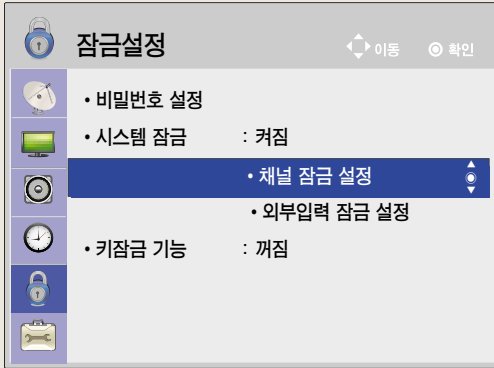 잠금설정 이동 확인
• 비밀번호 설정
• 시스템 잠금 : 켜짐
• 채널 잠금 설정
• 외부입력 잠금 설정
• 키잠금 기능 : 꺼짐